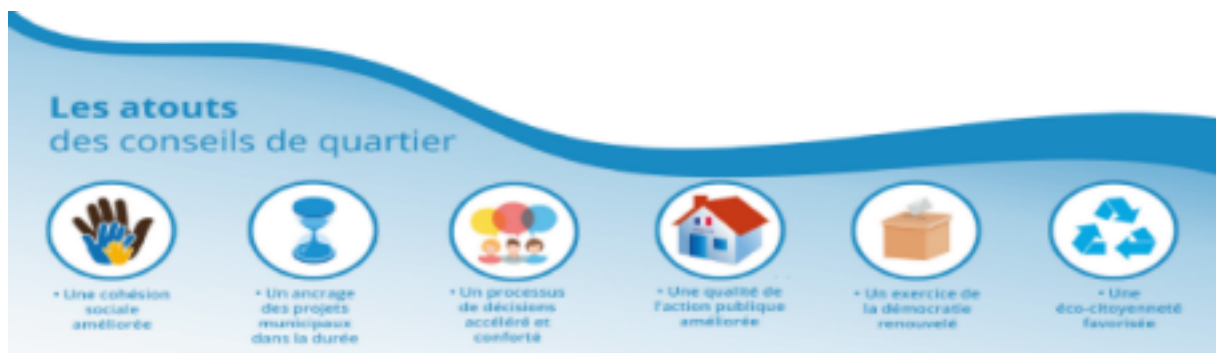 Les atouts
des conseils de quartier
• Une cohésion
sociale
améliorée
• Un ancrage
des projets
municipaux
dans la durée
• Un processus
de décisions
accéléré et
conforté
• Une qualité de
l'action publique
améliorée
• Un exercice de
la démocratie
renouvelé
• Une
éco-citoyenneté
favorisée